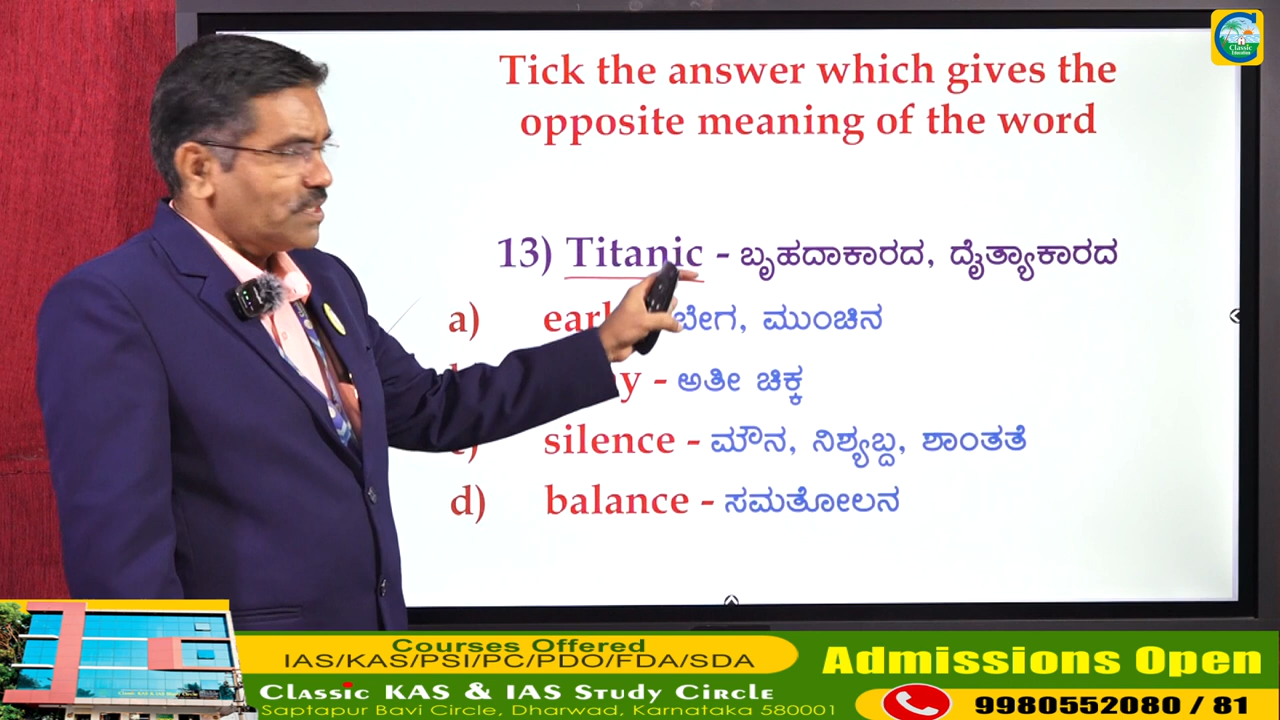 Classic
Education
Tick the answer which gives the
opposite meaning of the word
13) Titanic - ಬೃಹದಾಕಾರದ, ದೈತ್ಯಾಕಾರದ
a) ಬೇಗ, ಮುಂಚಿನ
- ಅತೀ ಚಿಕ್ಕ
silence - ಮೌನ, ನಿಶ್ಯಬ್ದ, ಶಾಂತತೆ
d) balance - ಸಮತೋಲನ
Courses Offered
IAS/KAS/PSI/PC/PDO/FDA/SDA
Classic KAS & IAS Study Circle
Saptapur Bavi Circle, Dharwad, Karnataka 580001
Admissions Open
9980552080 / 81